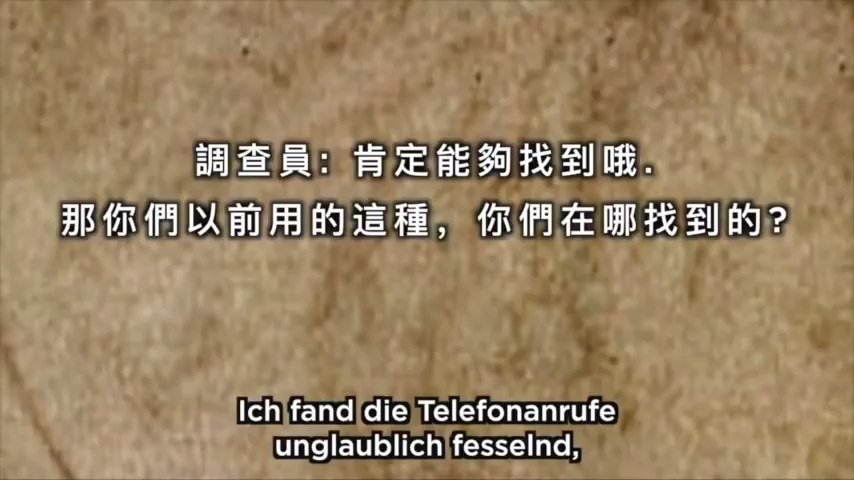 調查員: 肯定能夠找到哦.
那你們以前用的這種, 你們在哪找到的?
Ich fand die Telefonanrufe
unglaublich fesselnd,